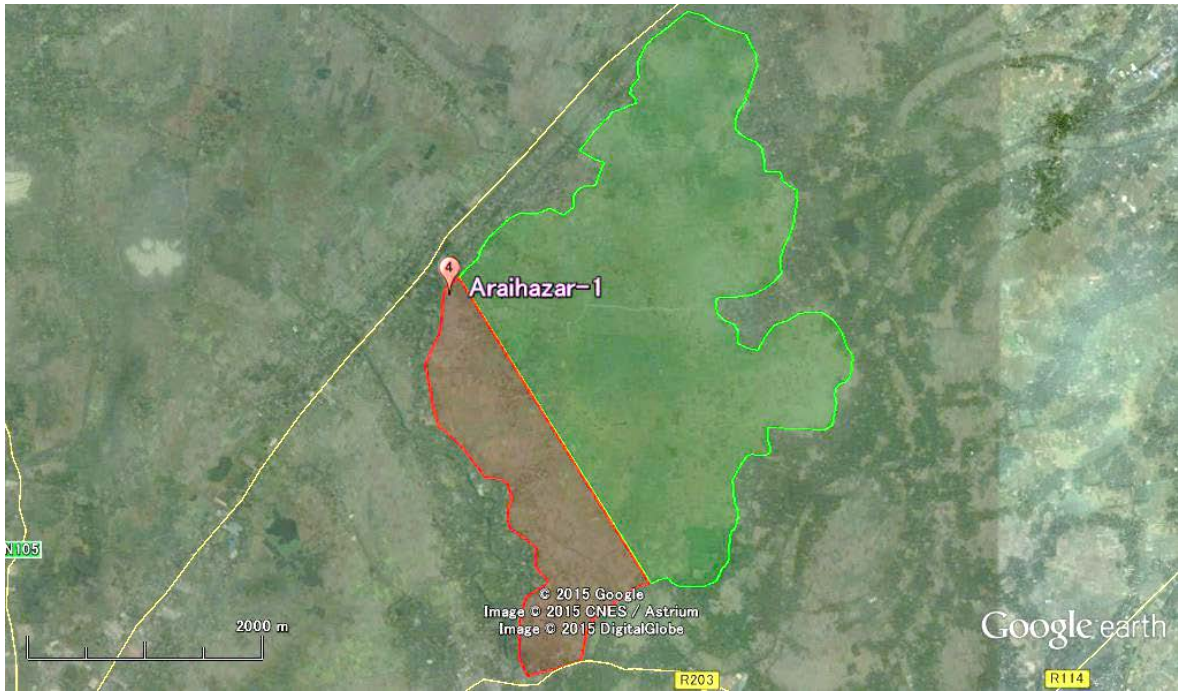 4
Araihazar-1
N105
© 2015 Google
Image © 2015 CNES / Astrium
Image © 2015 DigitalGlobe
2000 m
Google earth
R203
R114